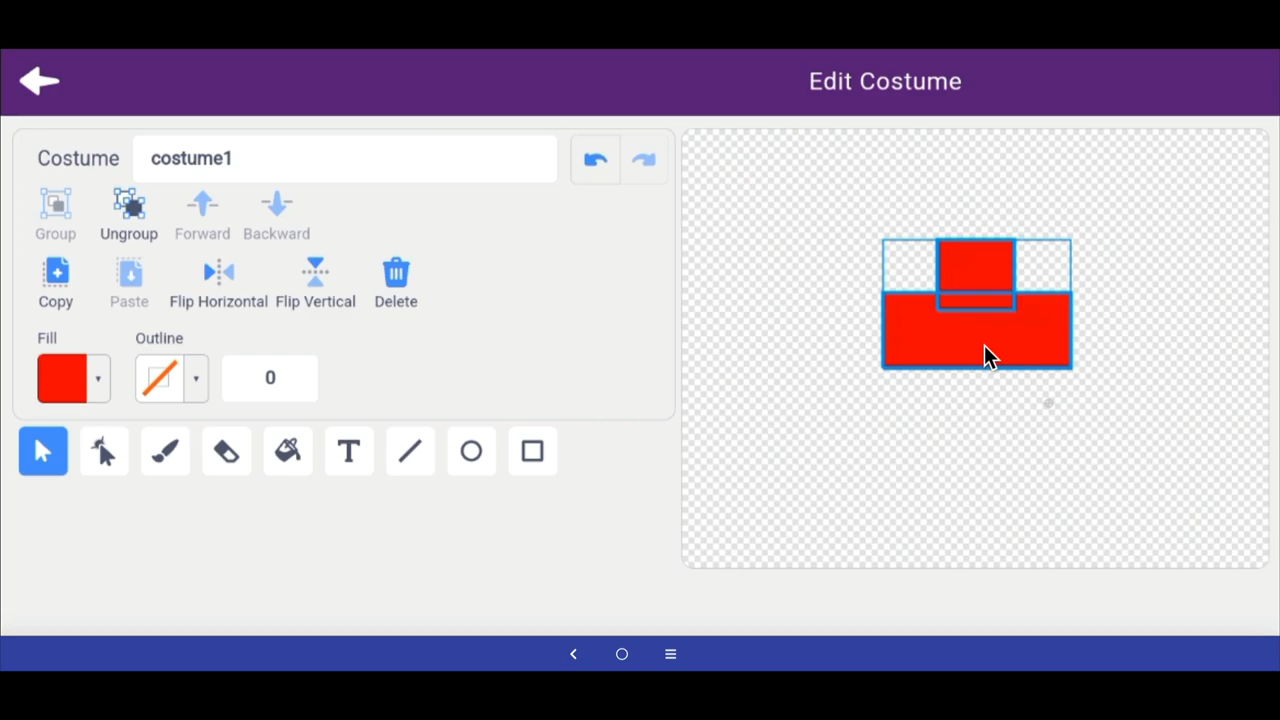 Edit Costume
Costume costume1
Group Ungroup Forward Backward
Copy Paste Flip Horizontal Flip Vertical Delete
Fill Outline
0
T